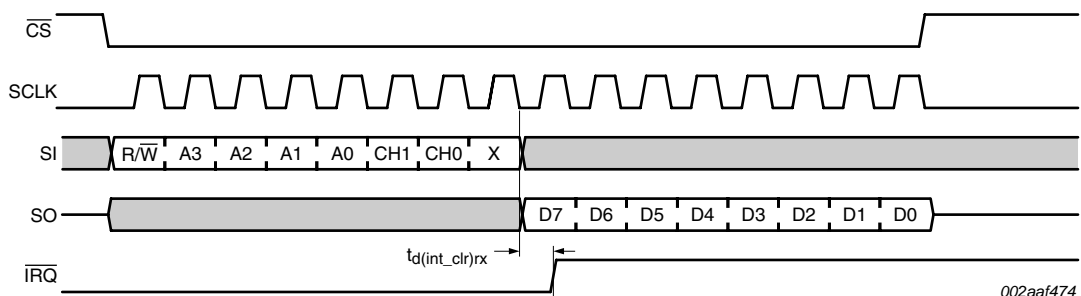 CS
SCLK
SI R/W A3 A2 A1 A0 CH1 CH0 X
SO D7 D6 D5 D4 D3 D2 D1 D0
td(int_clr)rx
IRQ
002aaf474